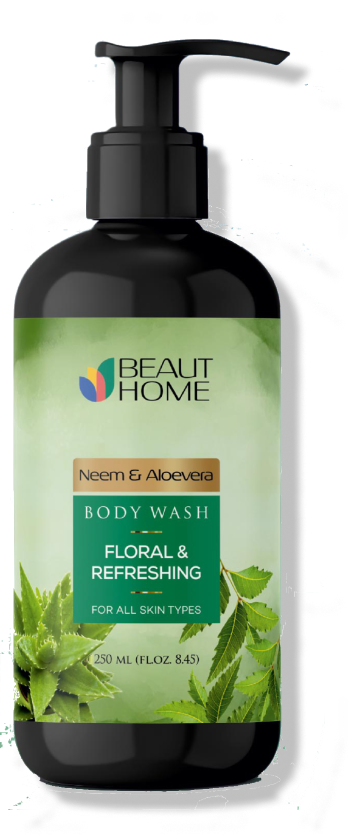 BEAUT
HOME
Neem & Aloevera
BODY WASH
FLORAL &
REFRESHING
FOR ALL SKIN TYPES
250 ML (FLOZ. 8.45)